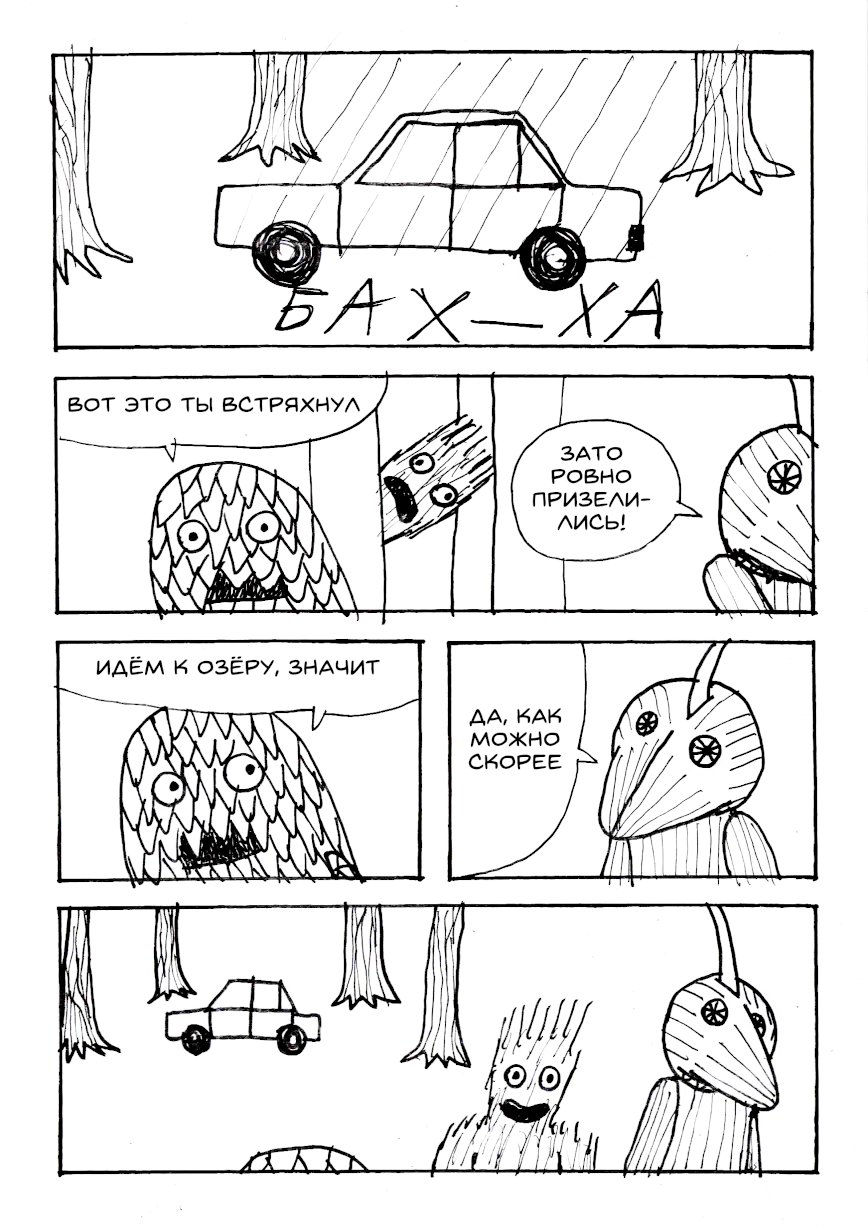 БАХ—ХА
ВОТ ЭТО ТЫ ВСТРЯХНУЛ
ЗАТО
РОВНО
ПРИЗЕЛИ-
ЛИСЬ!
ИДЁМ К ОЗЁРУ, ЗНАЧИТ
ДА, КАК
МОЖНО
СКОРЕЕ